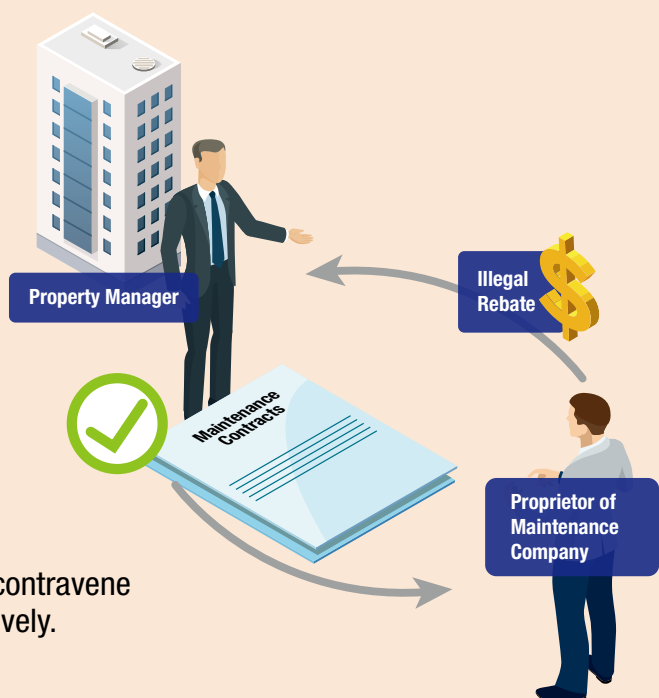 Property Manager
Illegal
Rebate
Maintenance
Contracts
Proprietor of
Maintenance
Company
contravene
vely.